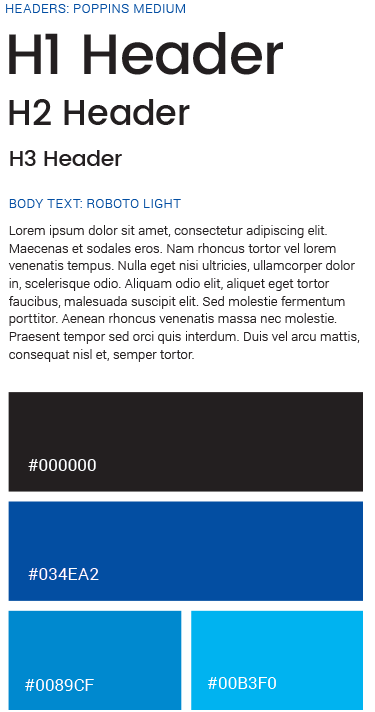 HEADERS: POPPINS MEDIUM
H1 Header
H2 Header
H3 Header
BODY TEXT: ROBOTO LIGHT
Lorem ipsum dolor sit amet, consectetur adipiscing elit.
Maecenas et sodales eros. Nam rhoncus tortor vel lorem
venenatis tempus. Nulla eget nisi ultricies, ullamcorper dolor
in, scelerisque odio. Aliquam odio elit, aliquet eget tortor
faucibus, malesuada suscipit elit. Sed molestie fermentum
porttitor. Aenean rhoncus venenatis massa nec molestie.
Praesent tempor sed orci quis interdum. Duis vel arcu mattis,
consequat nisl et, semper tortor.
#000000
#034EA2
#0089CF
#00B3F0